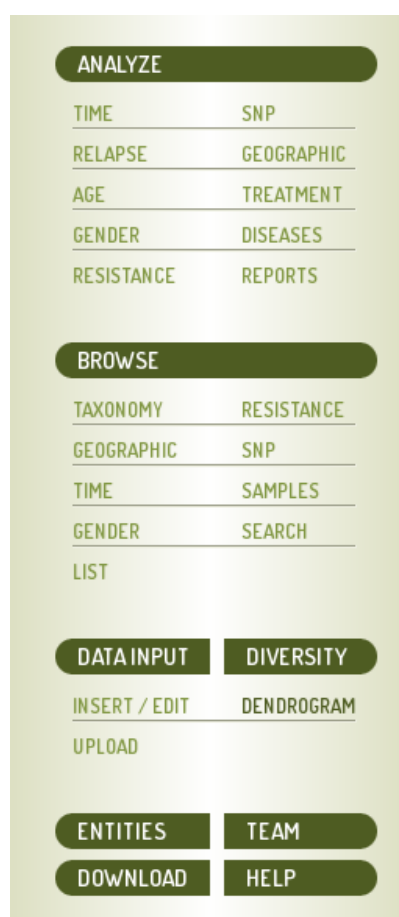 ANALYZE
TIME SNP
RELAPSE GEOGRAPHIC
AGE TREATMENT
GENDER DISEASES
RESISTANCE REPORTS
BROWSE
TAXONOMY RESISTANCE
GEOGRAPHIC SNP
TIME SAMPLES
GENDER SEARCH
LIST
DATA INPUT DIVERSITY
INSERT / EDIT DENDROGRAM
UPLOAD
ENTITIES TEAM
DOWNLOAD HELP